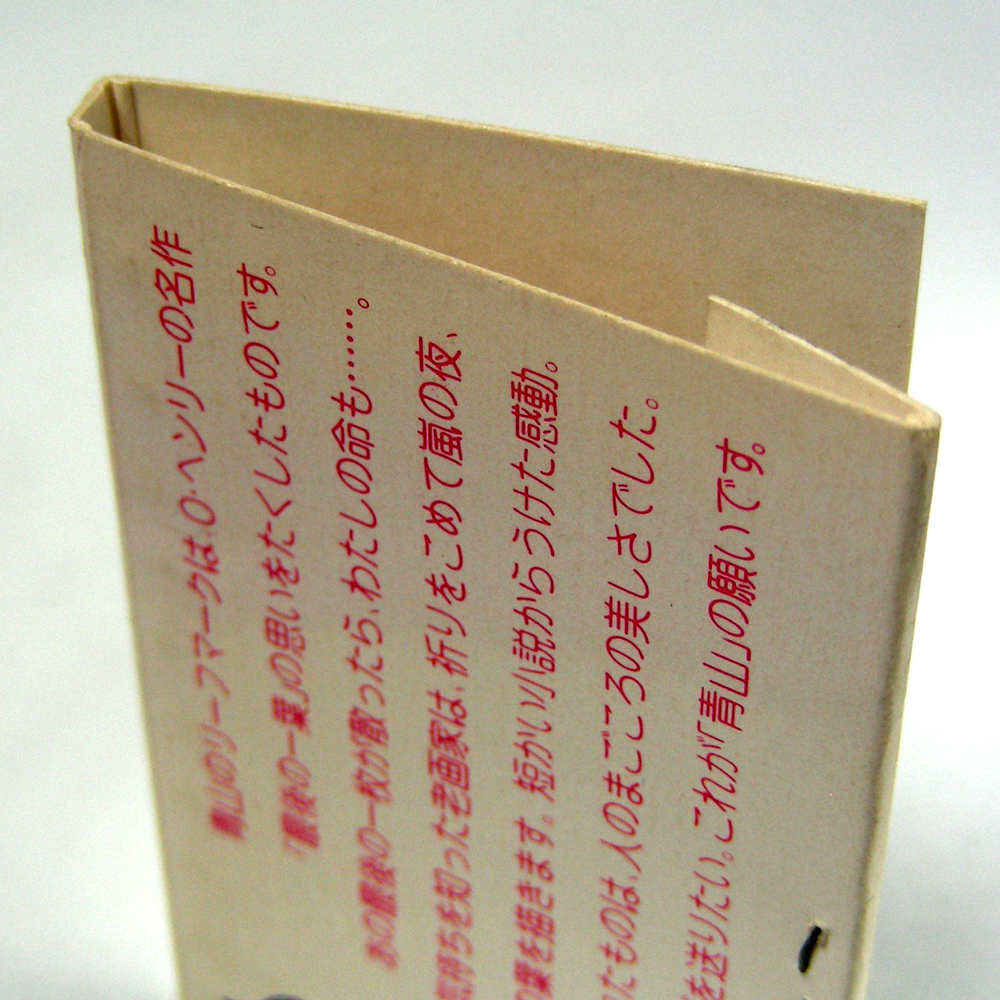 青山のリーフマークは、O・ヘンリーの名作
「最後の一葉」の思いをたくしたものです。
あの最後の一枚が散ったら、わたしの命も……。
気持ちを知った老画家は、祈りをこめて嵐の夜、
の葉を描きます。短かい小説からうけた感動。
たものは、人のまごころの美しさでした。
を送りたい。これが「青山」の願いです。